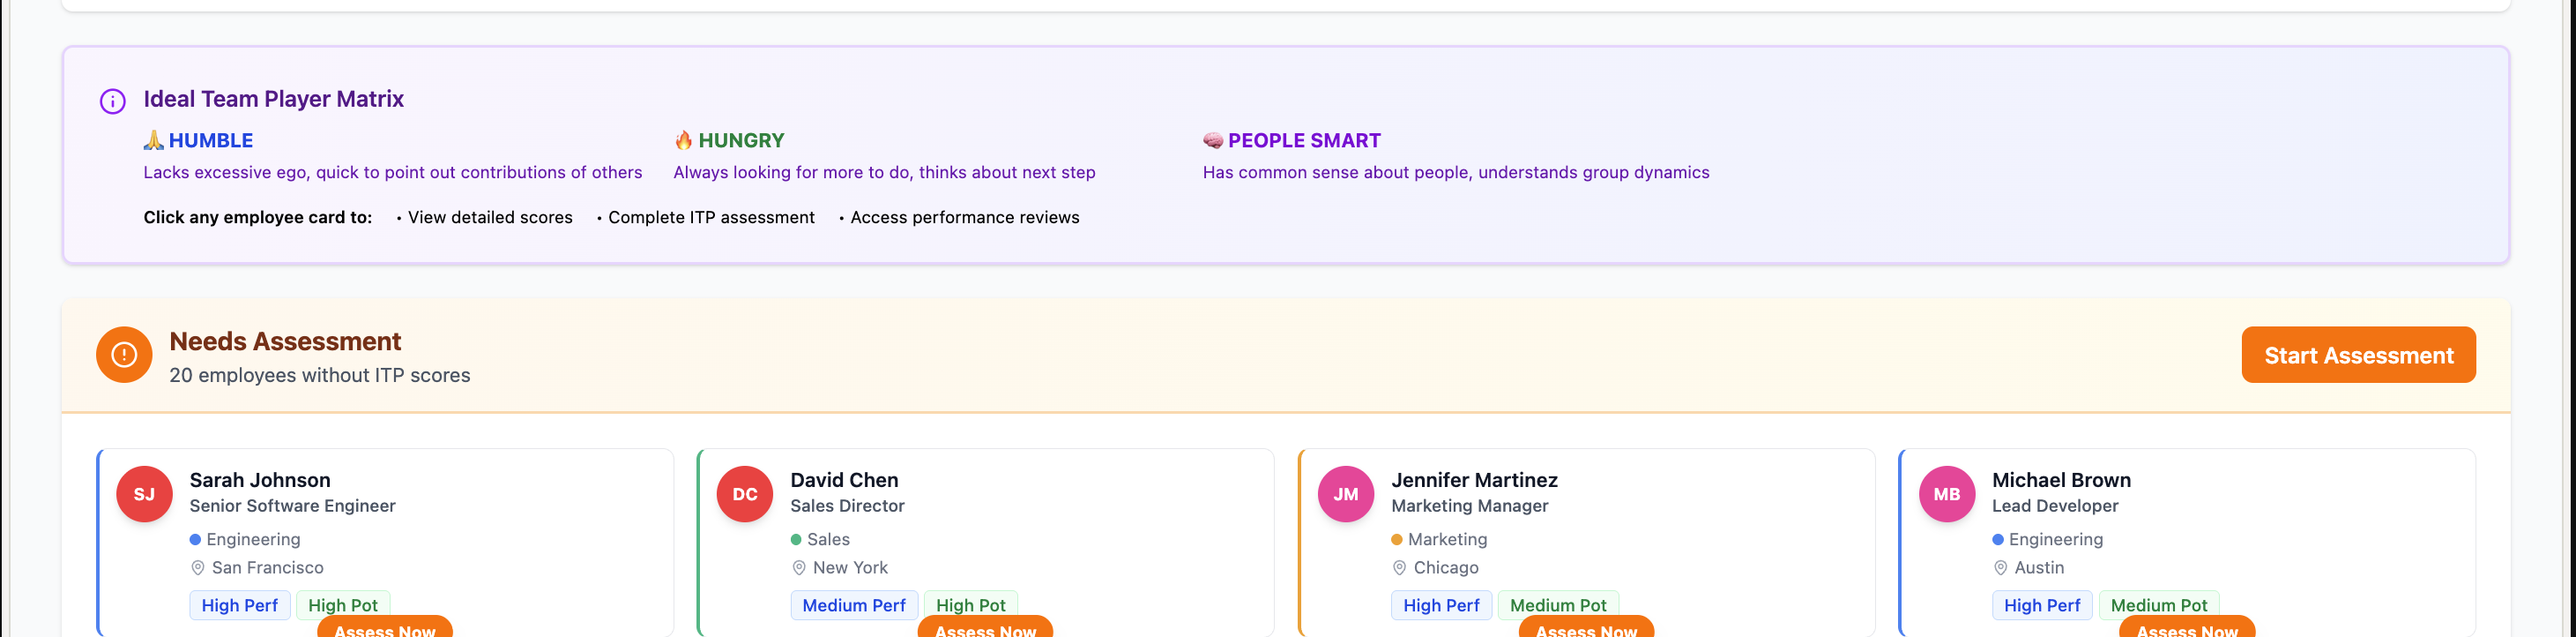 Ideal Team Player Matrix
🙏 HUMBLE
Lacks excessive ego, quick to point out contributions of others
🔥 HUNGRY
Always looking for more to do, thinks about next step
🧠 PEOPLE SMART
Has common sense about people, understands group dynamics
Click any employee card to: • View detailed scores • Complete ITP assessment • Access performance reviews
Needs Assessment
20 employees without ITP scores
Start Assessment
SJ
Sarah Johnson
Senior Software Engineer
Engineering
San Francisco
High Perf High Pot
Assess Now
DC
David Chen
Sales Director
Sales
New York
Medium Perf High Pot
Assess Now
JM
Jennifer Martinez
Marketing Manager
Marketing
Chicago
High Perf Medium Pot
Assess Now
MB
Michael Brown
Lead Developer
Engineering
Austin
High Perf Medium Pot
Assess Now